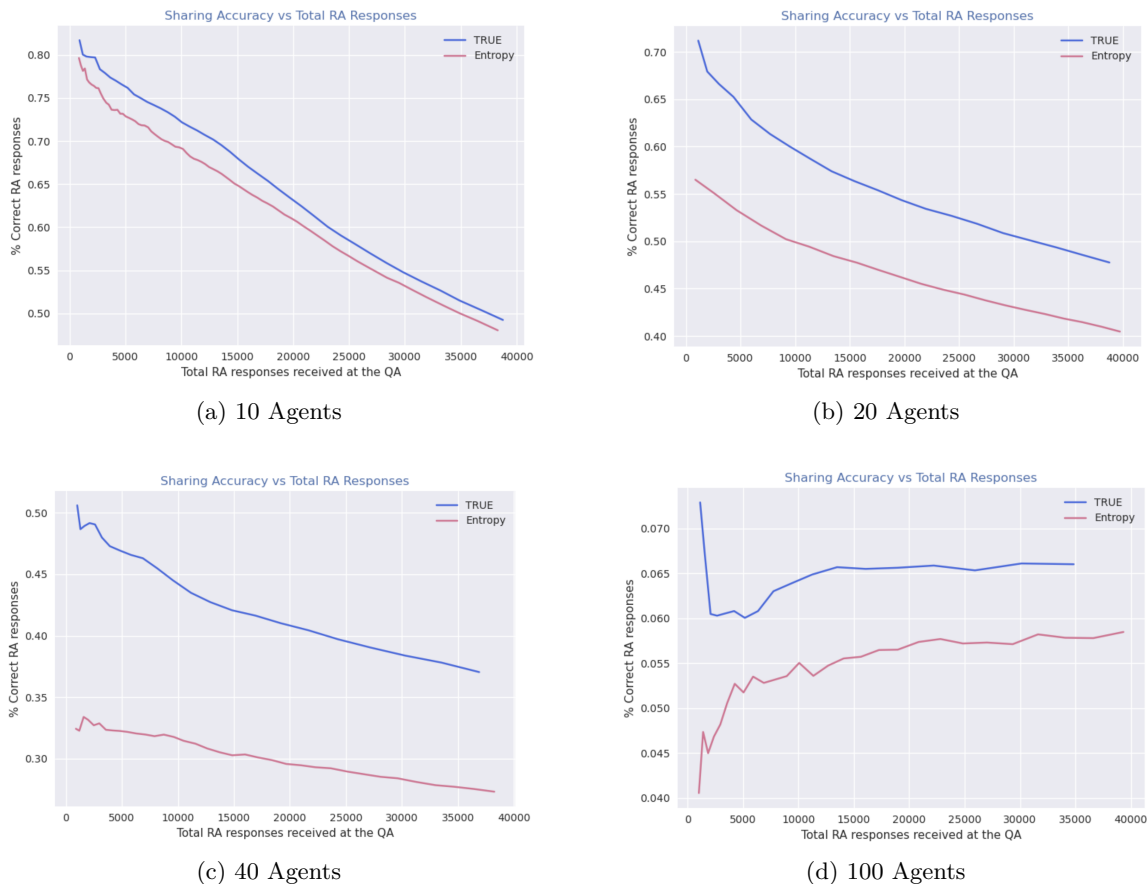 Sharing Accuracy vs Total RA Responses
TRUE
Entropy
% Correct RA responses
0.80
0.75
0.70
0.65
0.60
0.55
0.50
0 5000 10000 15000 20000 25000 30000 35000 40000
Total RA responses received at the QA
(a) 10 Agents
Sharing Accuracy vs Total RA Responses
TRUE
Entropy
% Correct RA responses
0.70
0.65
0.60
0.55
0.50
0.45
0.40
0 5000 10000 15000 20000 25000 30000 35000 40000
Total RA responses received at the QA
(b) 20 Agents
Sharing Accuracy vs Total RA Responses
TRUE
Entropy
% Correct RA responses
0.50
0.45
0.40
0.35
0.30
0 5000 10000 15000 20000 25000 30000 35000 40000
Total RA responses received at the QA
(c) 40 Agents
Sharing Accuracy vs Total RA Responses
TRUE
Entropy
% Correct RA responses
0.070
0.065
0.060
0.055
0.050
0.045
0.040
0 5000 10000 15000 20000 25000 30000 35000 40000
Total RA responses received at the QA
(d) 100 Agents